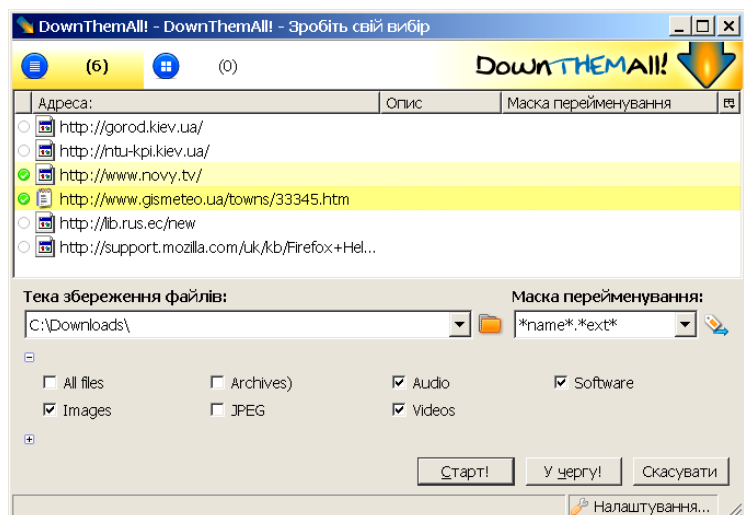 DownThemAll! - DownThemAll! - Зробіть свій вибір
(6) (0) DownTHEMAll!
Адреса: Опис Маска перейменування
http://gorod.kiev.ua/
http://ntu-kpi.kiev.ua/
http://www.novy.tv/
http://www.gismeteo.ua/towns/33345.htm
http://lib.rus.ec/new
http://support.mozilla.com/uk/kb/Firefox+Hel...
Тека збереження файлів: Маска перейменування:
C:\Downloads\ *name*.*ext*
All files Archives) Audio Software
Images JPEG Videos
Старт! У чергу! Скасувати
Налаштування...